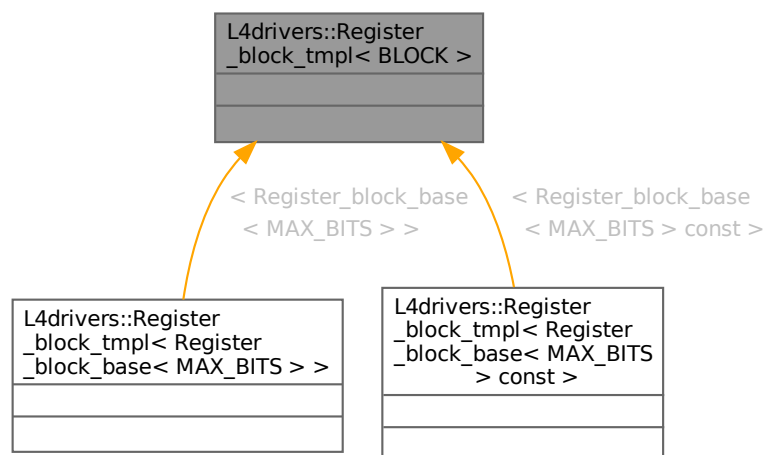 L4drivers::Register
_block_tmpl< BLOCK >
< Register_block_base
< MAX_BITS > >
< Register_block_base
< MAX_BITS > const >
L4drivers::Register
_block_tmpl< Register
_block_base< MAX_BITS > >
L4drivers::Register
_block_tmpl< Register
_block_base< MAX_BITS
> const >